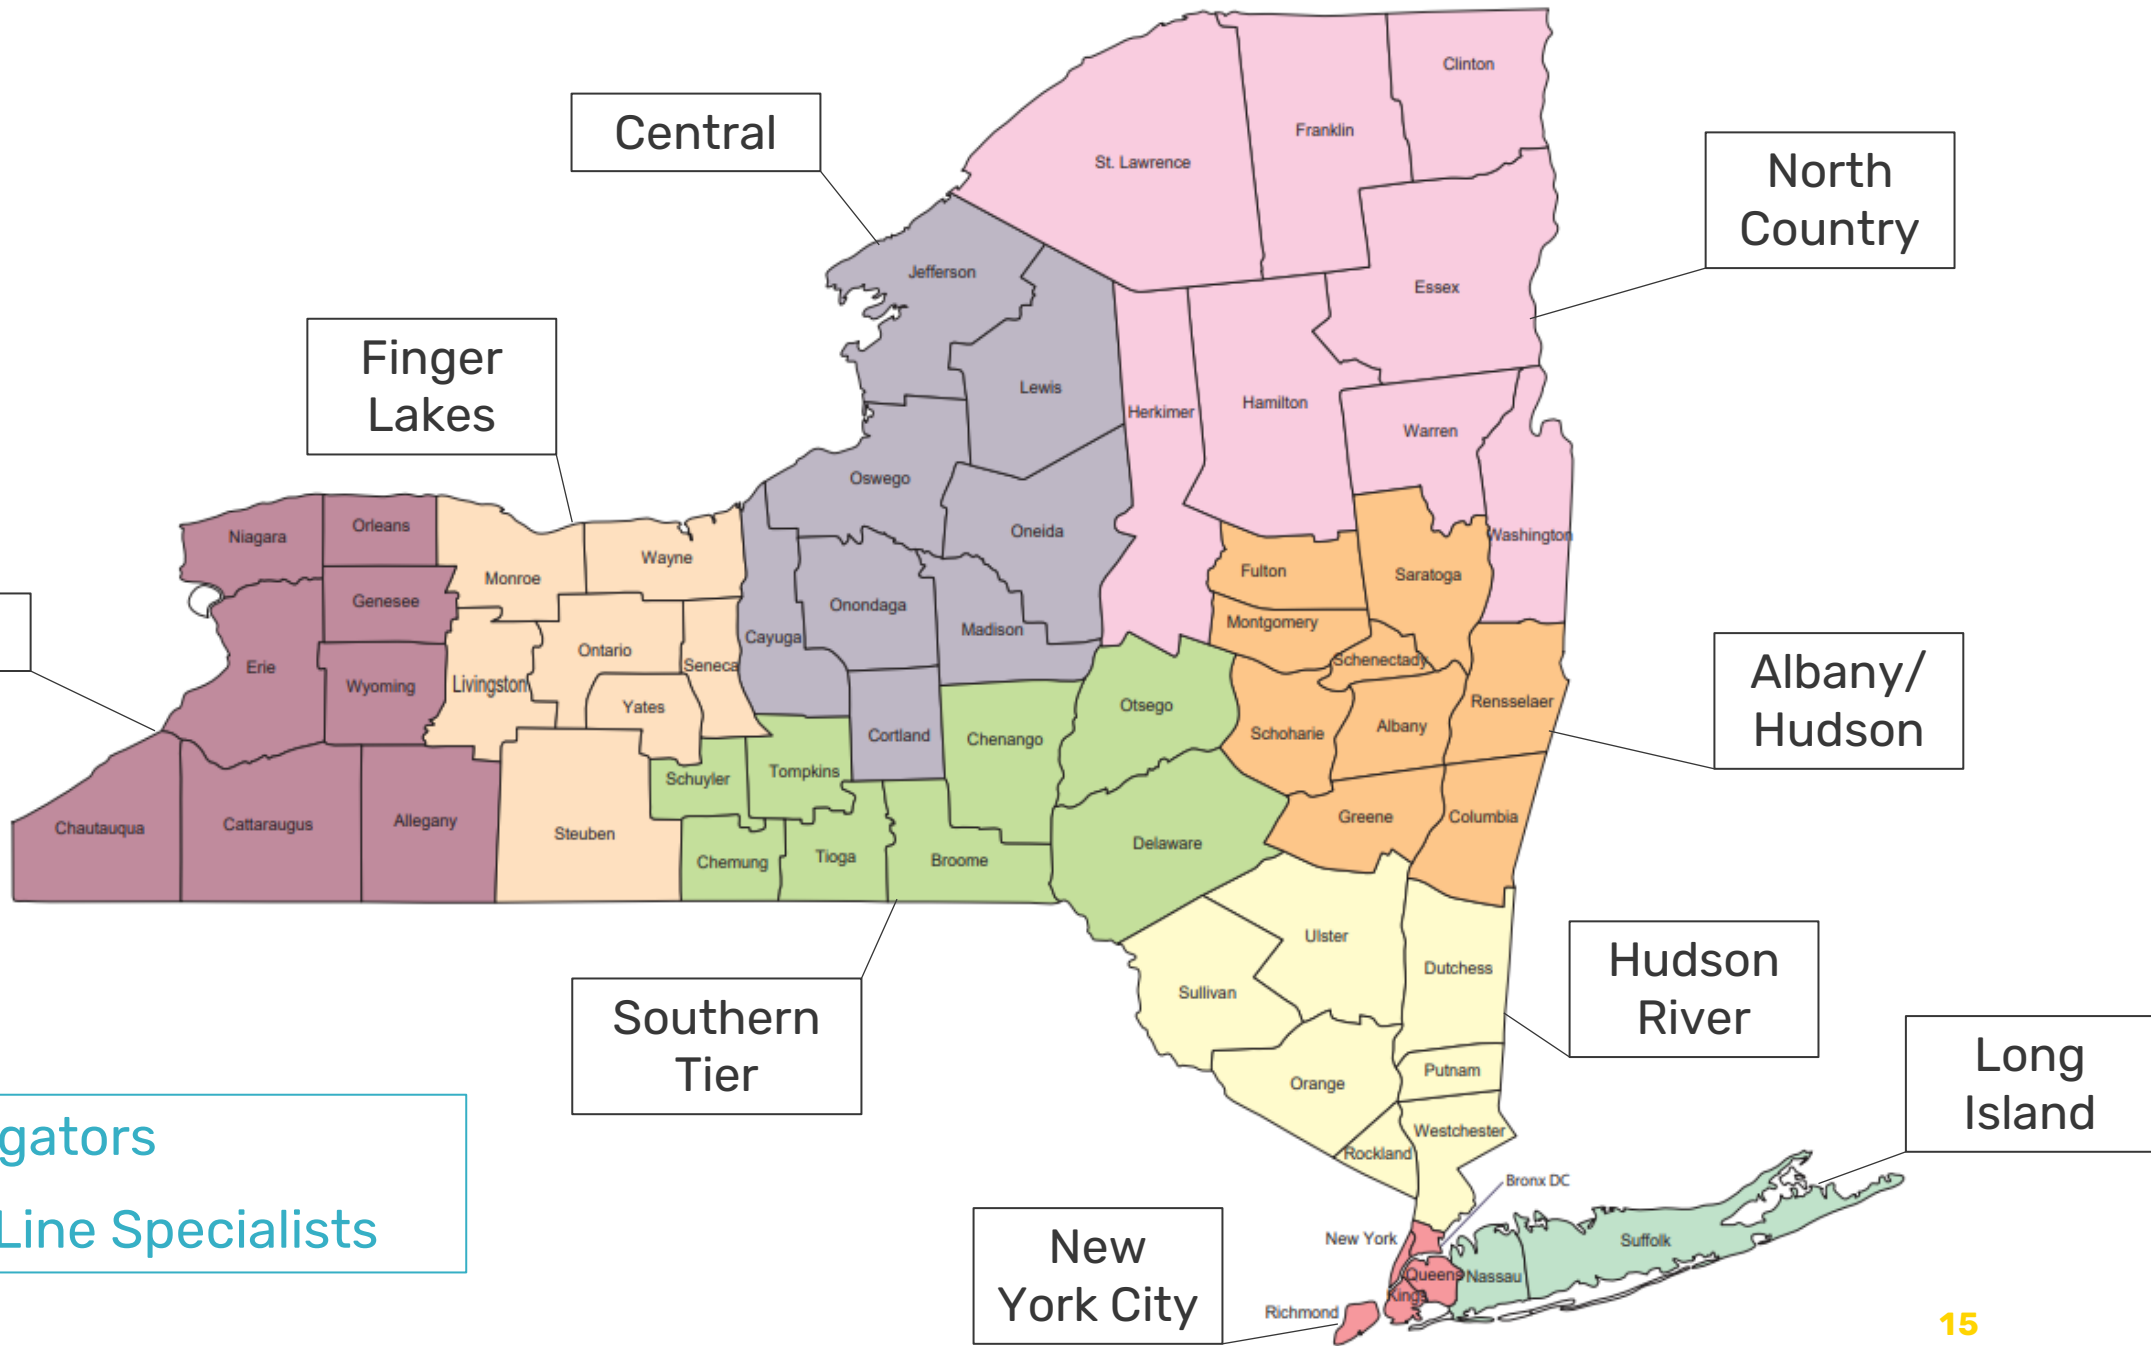 Central
North
Country
Finger
Lakes
Albany/
Hudson
Southern
Tier
Hudson
River
Long
Island
New
York City
gators
Line Specialists
Clinton
Franklin
St. Lawrence
Jefferson
Essex
Lewis
Herkimer
Hamilton
Warren
Oswego
Oneida
Washington
Niagara
Orleans
Monroe
Wayne
Genesee
Fulton
Saratoga
Onondaga
Madison
Montgomery
Cayuga
Erie
Wyoming
Livingston
Ontario
Seneca
Schenectady
Yates
Otsego
Rensselaer
Cortland
Chenango
Schoharie
Albany
Schuyler
Tompkins
Chautauqua
Cattaraugus
Allegany
Steuben
Chemung
Tioga
Broome
Delaware
Greene
Columbia
Ulster
Dutchess
Sullivan
Orange
Putnam
Westchester
Rockland
Bronx DC
New York
Suffolk
Queens
Nassau
Kings
Richmond
15